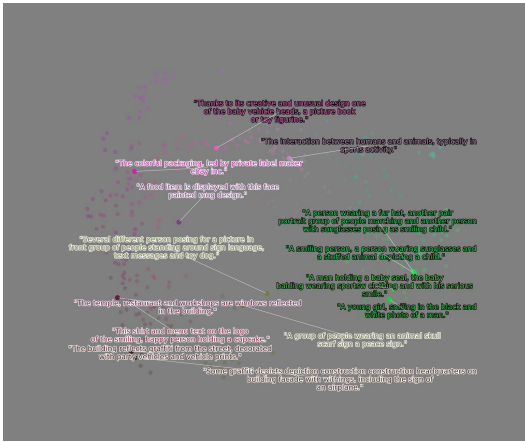 "Thanks to its creative and unusual design one
of the baby vehicle heads, a picture book
or toy figurine."
"The interaction between humans and animals, typically in
sports activity."
"The colorful packaging, led by private label maker
eBay Inc."
"A food item is displayed with this face
painted mug design."
"A person wearing a fur hat, another pair
portrait group of people marching and another person
with sunglasses posing as smiling child."
"Several different person posing for a picture in
front group of people standing around sign language,
text messages and toy dog."
"A smiling person, a person wearing sunglasses and
a stuffed animal depicting a child."
"A man holding a baby seal, the baby
bathing wearing sportsw clothing and with his serious
smile."
"The temple, restaurant and workshops are windows reflected
in the building."
"A young girl, smiling in the black and
white photo of a man."
"This shirt and menu text on the logo
of the smiling, happy person holding a cupcake."
"A group of people wearing an animal skull
scarf sign a peace sign."
"The building reflects graffiti from the street, decorated
with party vehicles and vehicle prints."
"Some graffiti depicts depiction construction construction headquarters on
building facade with withings, including the sign of
an airplane."